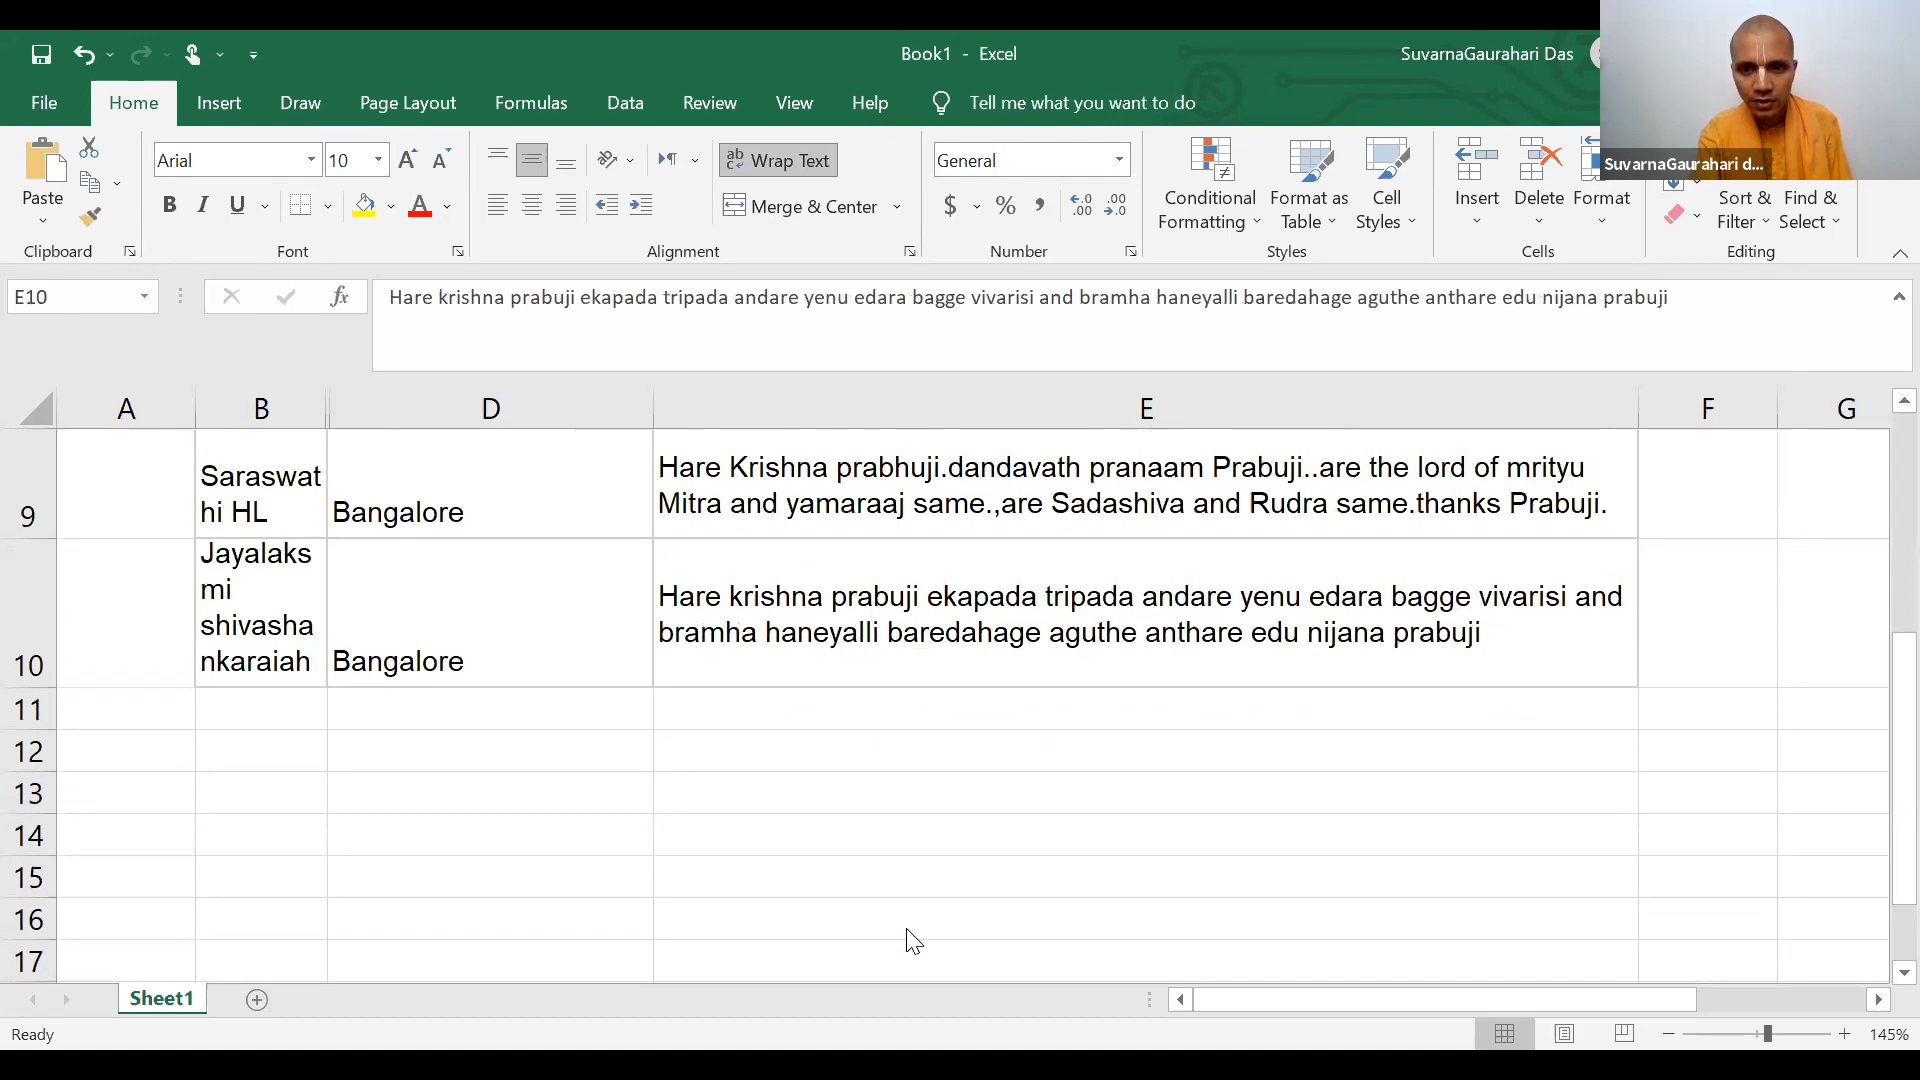 Book1 - Excel
SuvarnaGaurahari Das
File Home Insert Draw Page Layout Formulas Data Review View Help Tell me what you want to do
SuvarnaGaurahari d...
Arial 10
Wrap Text
General
Paste
B I U
Merge & Center
$ % , .0 .00 .00 .0
Conditional Formatting
Format as Table
Cell Styles
Insert Delete Format
Sort & Filter
Find & Select
Clipboard Font Alignment Number Styles Cells Editing
E10
fx
Hare krishna prabuji ekapada tripada andare yenu edara bagge vivarisi and bramha haneyalli baredahage aguthe anthare edu nijana prabuji
A B D E F G
9
Saraswat
hi HL
Bangalore
Hare Krishna prabhuji.dandavath pranaam Prabuji..are the lord of mrityu
Mitra and yamaraaj same.,are Sadashiva and Rudra same.thanks Prabuji.
10
Jayalaks
mi
shivasha
nkaraiah
Bangalore
Hare krishna prabuji ekapada tripada andare yenu edara bagge vivarisi and
bramha haneyalli baredahage aguthe anthare edu nijana prabuji
11
12
13
14
15
16
17
Sheet1
Ready
145%